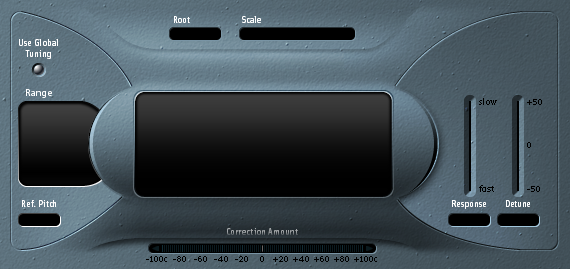 Root Scale
Use Global
Tuning
Range
slow +50
0
fast -50
Ref. Pitch
Response Detune
Correction Amount
-100c -80 -60 -40 -20 0 +20 +40 +60 +80 +100c